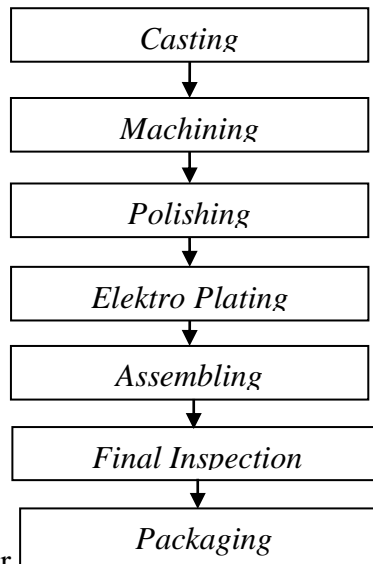 Casting
Machining
Polishing
Elektro Plating
Assembling
Final Inspection
Packaging
r